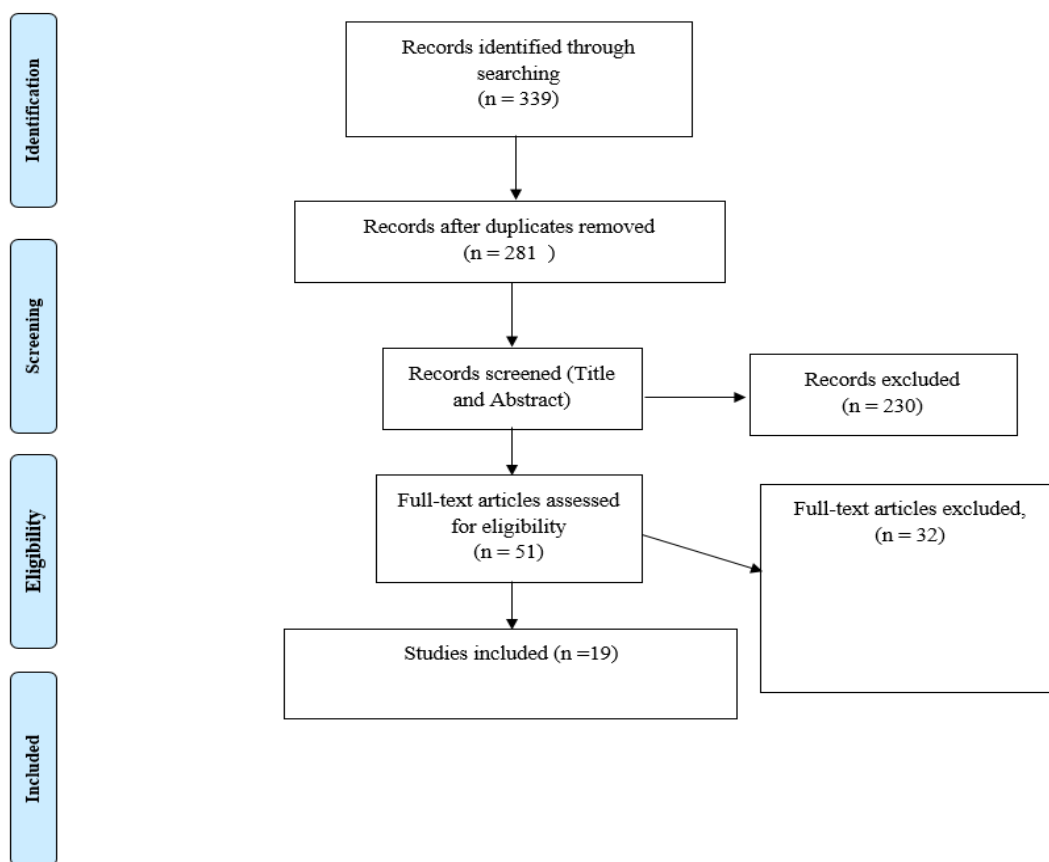 Identification
Records identified through
searching
(n = 339)
Records after duplicates removed
(n = 281  )
Screening
Records screened (Title
and Abstract)
Records excluded
(n = 230)
Eligibility
Full-text articles assessed
for eligibility
(n = 51)
Full-text articles excluded,
(n = 32)
Studies included (n =19)
Included